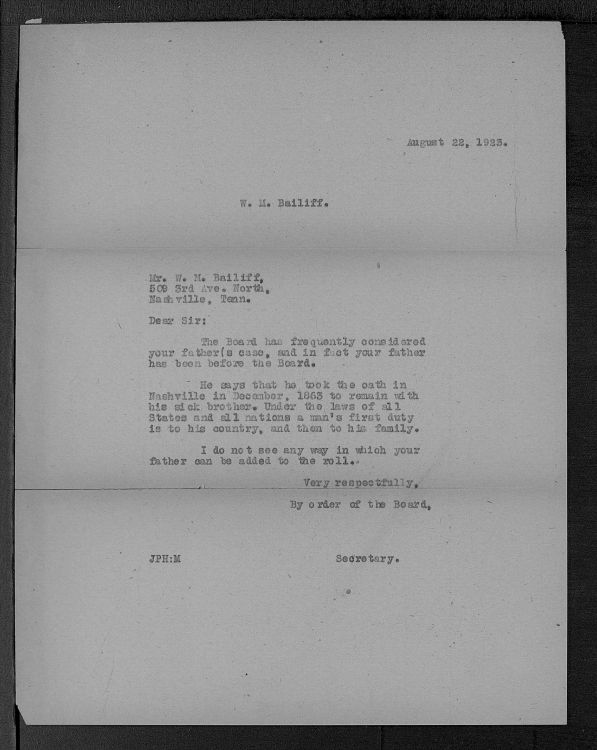 August 22, 1923.
W. M. Bailiff.
Mr. W. M. Bailiff,
509 3rd Ave. North,
Nashville, Tenn.
Dear Sir:
The Board has frequently considered
your father(s case, and in fact your father
has been before the Board.
He says that he took the oath in
Nashville in December, 1863 to remain with
his sick brother. Under the laws of all
States and all nations a man's first duty
is to his country, and then to his family.
I do not see any way in which your
father can be added to the roll..
Very respectfully,
By order of the Board,
JPH:M Secretary.